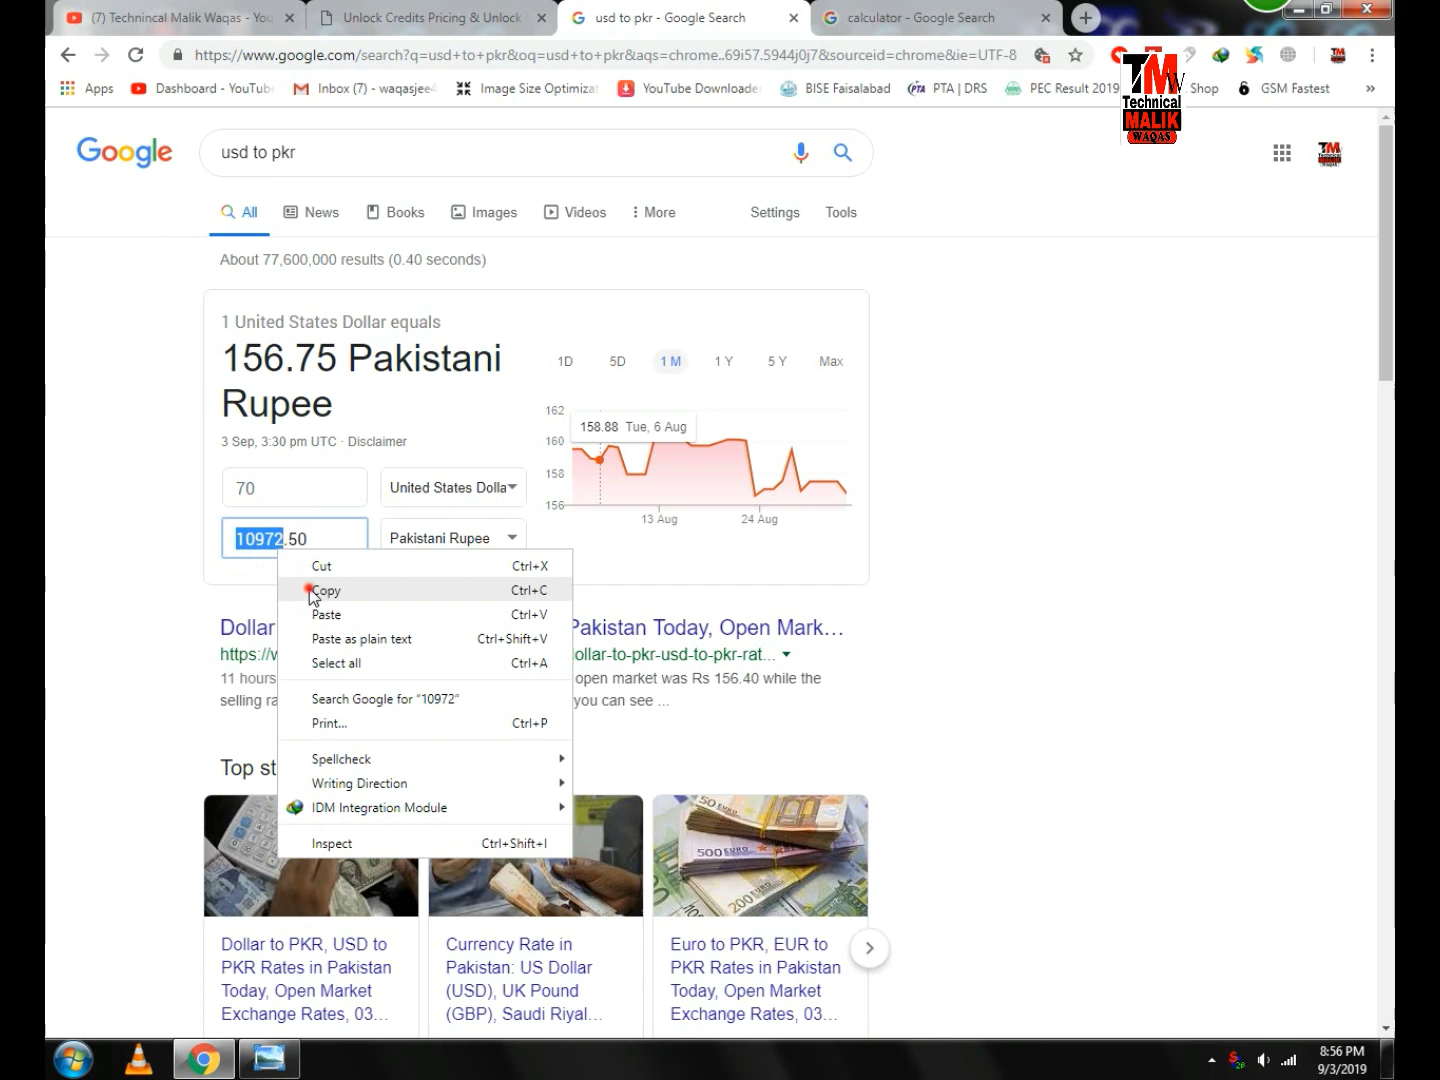 (7) Technincal Malik Waqas - You
Unlock Credits Pricing & Unlock
usd to pkr - Google Search
calculator - Google Search
https://www.google.com/search?q=usd+to+pkr&oq=usd+to+pkr&aqs=chrome..69i57.5944j0j7&sourceid=chrome&ie=UTF-8
Apps
Dashboard - YouTub
Inbox (7) - waqasjee4
Image Size Optimizat
YouTube Downloade
BISE Faisalabad
PTA | DRS
PEC Result 2019
Shop
GSM Fastest
»
TMW
Technical
MALIK
WAQAS
Google
usd to pkr
All
News
Books
Images
Videos
More
Settings
Tools
About 77,600,000 results (0.40 seconds)
1 United States Dollar equals
156.75 Pakistani
Rupee
3 Sep, 3:30 pm UTC · Disclaimer
1D 5D 1M 1Y 5Y Max
162
160
158
156
158.88 Tue, 6 Aug
13 Aug
24 Aug
70
United States Dolla
10972.50
Pakistani Rupee
Cut Ctrl+X
Copy Ctrl+C
Paste Ctrl+V
Paste as plain text Ctrl+Shift+V
Select all Ctrl+A
Search Google for "10972"
Print... Ctrl+P
Spellcheck
Writing Direction
IDM Integration Module
Inspect Ctrl+Shift+I
Dollar Pakistan Today, Open Mark...
https://w ollar-to-pkr-usd-to-pkr-rat...
11 hours open market was Rs 156.40 while the
selling ra you can see ...
Top st
50 EURO
500 EURO
200 EURO
Dollar to PKR, USD to
PKR Rates in Pakistan
Today, Open Market
Exchange Rates, 03...
Currency Rate in
Pakistan: US Dollar
(USD), UK Pound
(GBP), Saudi Riyal...
Euro to PKR, EUR to
PKR Rates in Pakistan
Today, Open Market
Exchange Rates, 03...
8:56 PM
9/3/2019